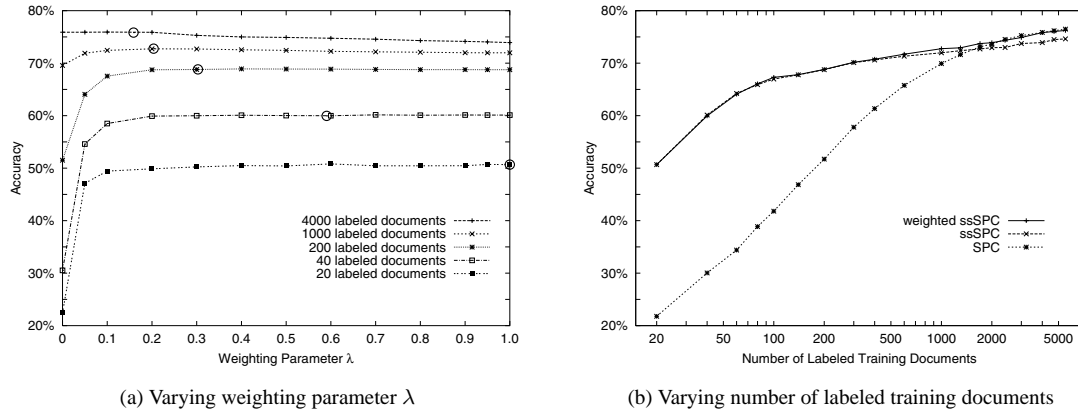 80%
70%
60%
50%
40%
30%
20%
Accuracy
0 0.1 0.2 0.3 0.4 0.5 0.6 0.7 0.8 0.9 1.0
Weighting Parameter λ
4000 labeled documents
1000 labeled documents
200 labeled documents
40 labeled documents
20 labeled documents
(a) Varying weighting parameter λ
80%
70%
60%
50%
40%
30%
20%
Accuracy
20 50 100 200 500 1000 2000 5000
Number of Labeled Training Documents
weighted ssSPC
ssSPC
SPC
(b) Varying number of labeled training documents